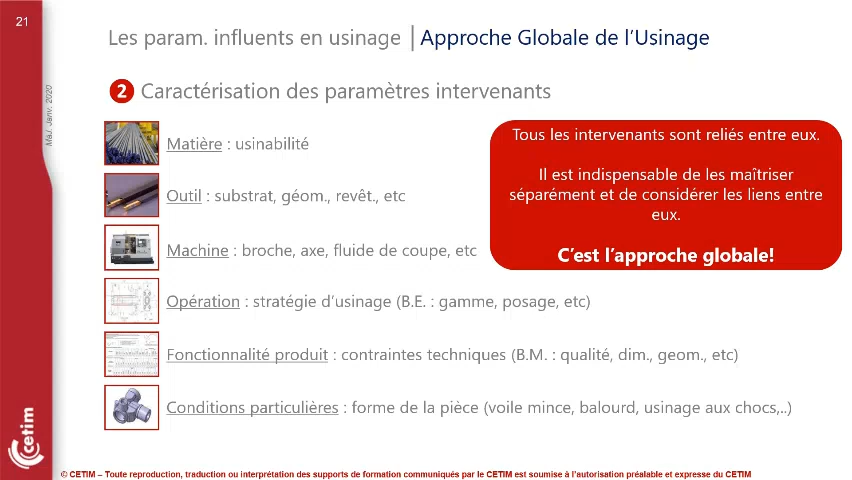 21
Les param. influents en usinage | Approche Globale de l'Usinage
Maj. Janv. 2020
2 Caractérisation des paramètres intervenants
Matière : usinabilité
Outil : substrat, géom., revêt., etc
Machine : broche, axe, fluide de coupe, etc
Tous les intervenants sont reliés entre eux.
Il est indispensable de les maîtriser
séparément et de considérer les liens entre
eux.
C'est l'approche globale!
Opération : stratégie d'usinage (B.E. : gamme, posage, etc)
Fonctionnalité produit : contraintes techniques (B.M. : qualité, dim., geom., etc)
Conditions particulières : forme de la pièce (voile mince, balourd, usinage aux chocs,..)
cetim
© CETIM – Toute reproduction, traduction ou interprétation des supports de formation communiqués par le CETIM est soumise à l'autorisation préalable et expresse du CETIM